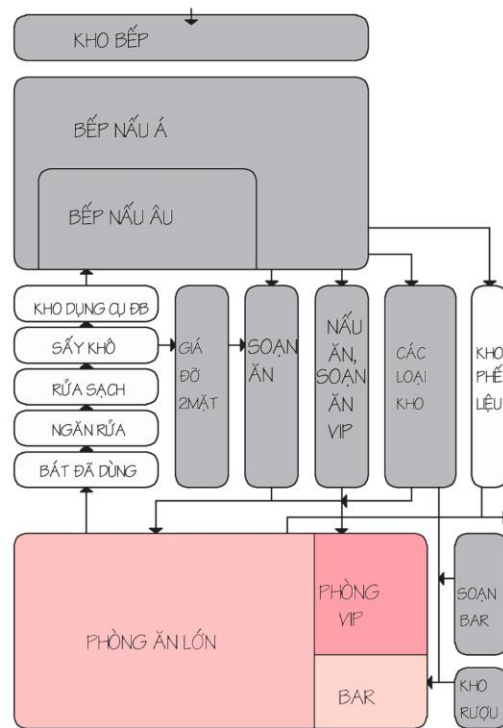 KHO BẾP
BẾP NẤU Á
BẾP NẤU ÂU
KHO DỤNG CỤ ĐB
SẤY KHÔ
RỬA SẠCH
NGĂN RỬA
BÁT ĐÃ DÙNG
GIÁ
ĐỠ
2MẶT
SOẠN
ĂN
NẤU
ĂN,
SOẠN
ĂN
VIP
CÁC
LOẠI
KHO
KHO
PHẾ
LIỆU
PHÒNG ĂN LỚN
PHÒNG
VIP
BAR
SOẠN
BAR
KHO
RƯỢU